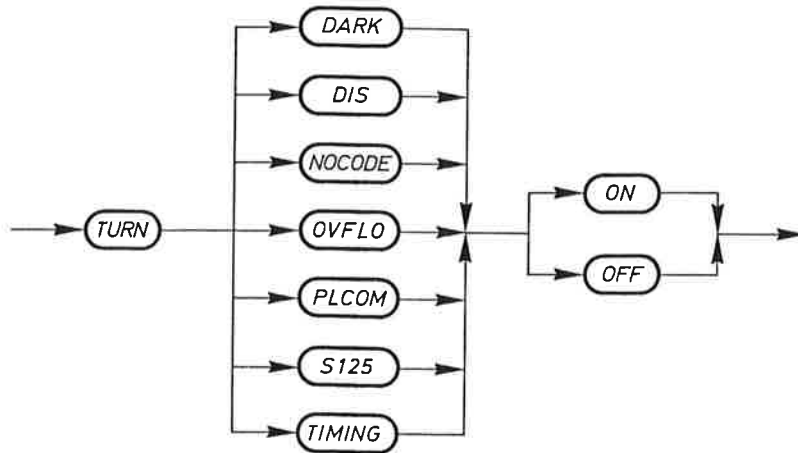 DARK
DIS
NOCODE
ON
TURN
OVFLO
OFF
PLCOM
S125
TIMING